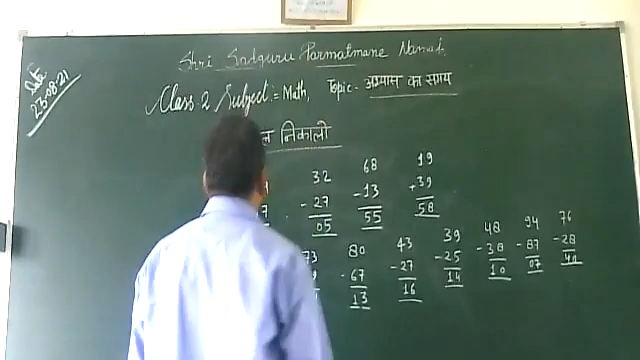 Date
23.08.21
Shri Sadguru Parmatmane Namah
Class-2 Subject:= Math, Topic- अभ्यास का समय
निकालो
32 68 19
- 27 - 13 + 39
05 55 58
73 80 43 39 48 94 76
- 67 - 27 - 25 - 38 - 87 - 28
13 16 14 10 07 40